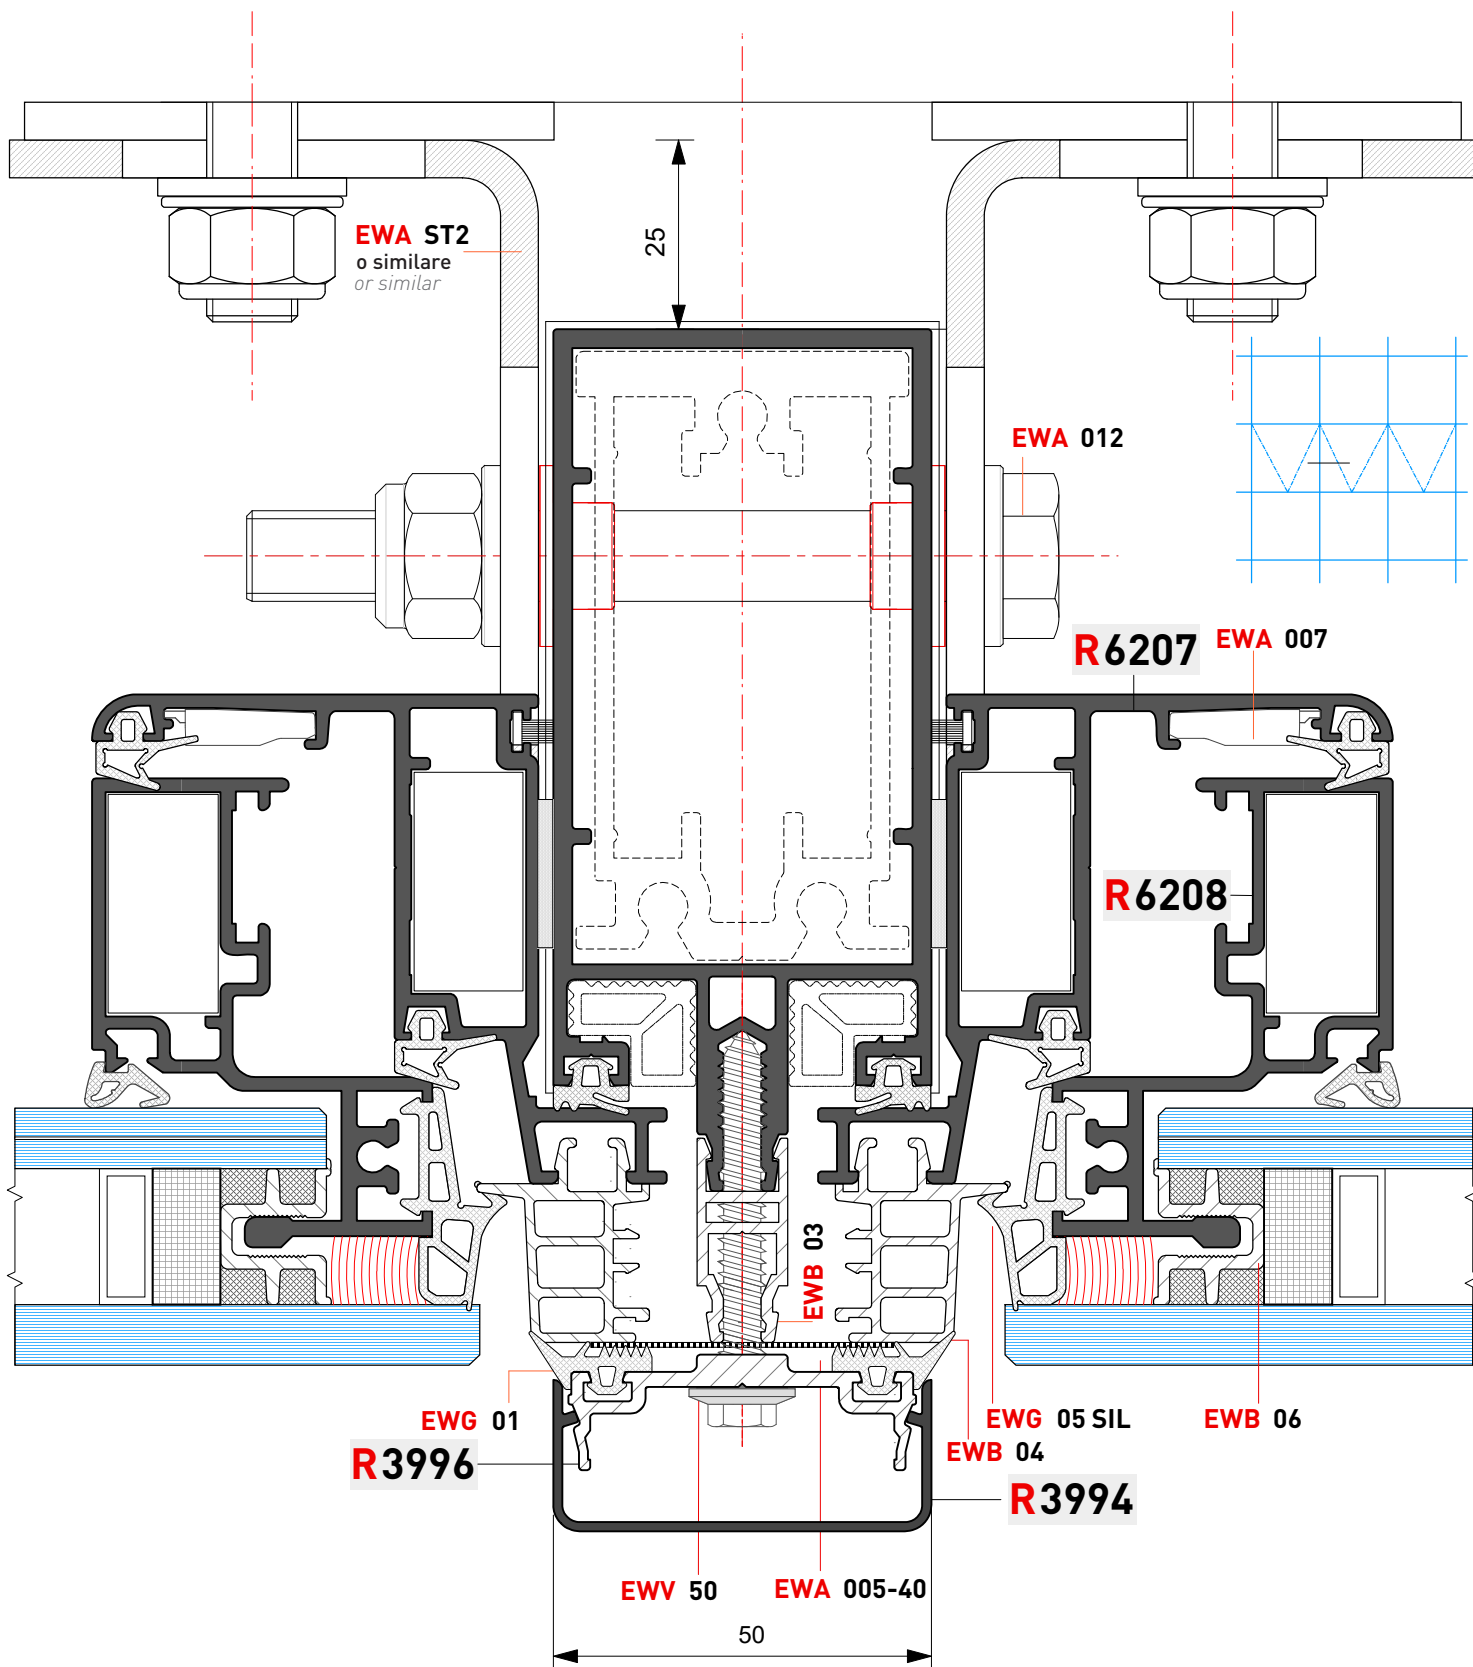 EWA ST2
o similare
or similar
25
EWA 012
R6207
EWA 007
R6208
EWB 03
EWG 01
EWG 05 SIL
EWB 06
EWB 04
R3996
R3994
EWV 50
EWA 005-40
50